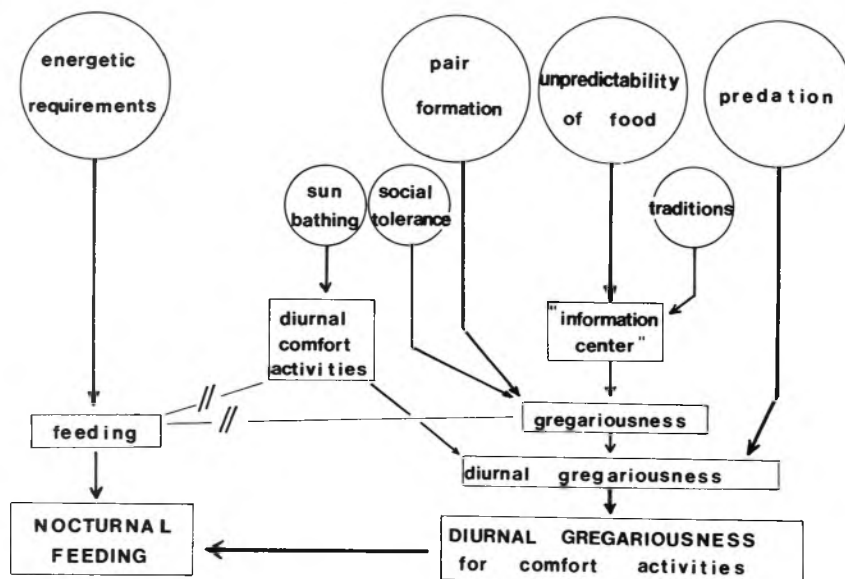 energetic
requirements
pair
formation
unpredictability
of food
predation
sun
bathing
social
tolerance
traditions
diurnal
comfort
activities
"information
center"
feeding
gregariousness
diurnal gregariousness
NOCTURNAL
FEEDING
DIURNAL GREGARIOUSNESS
for comfort activities